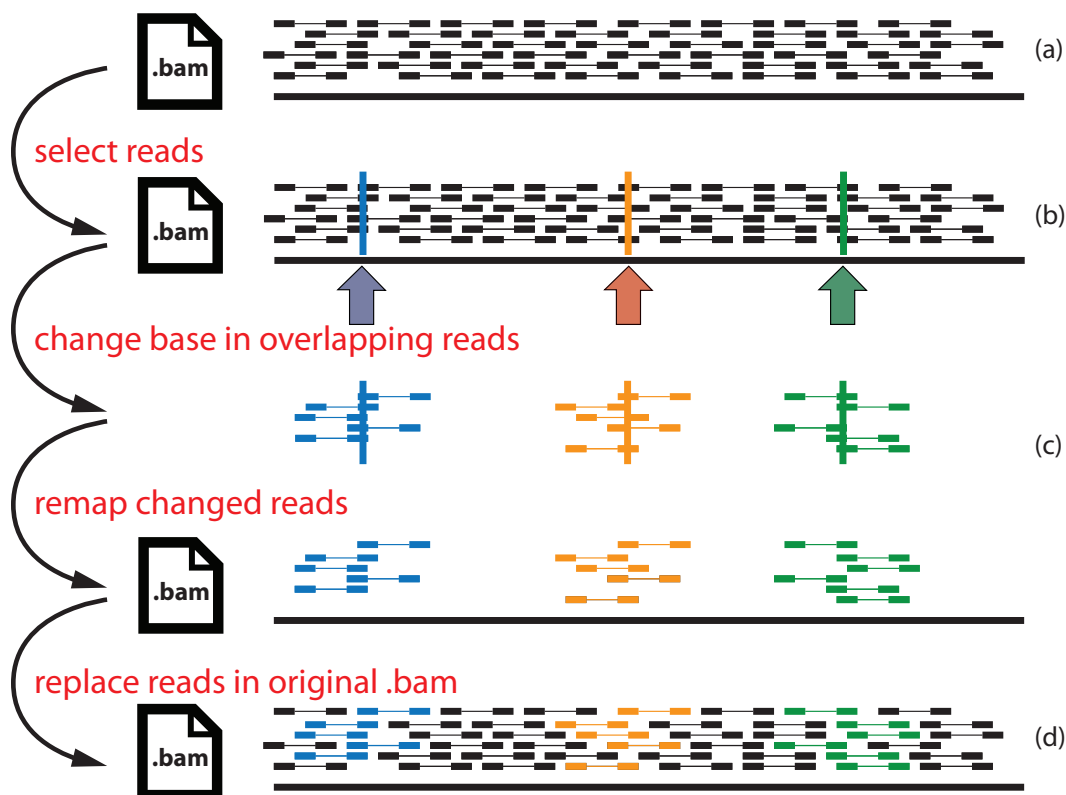 .bam
(a)
select reads
.bam
(b)
change base in overlapping reads
(c)
remap changed reads
.bam
replace reads in original .bam
.bam
(d)